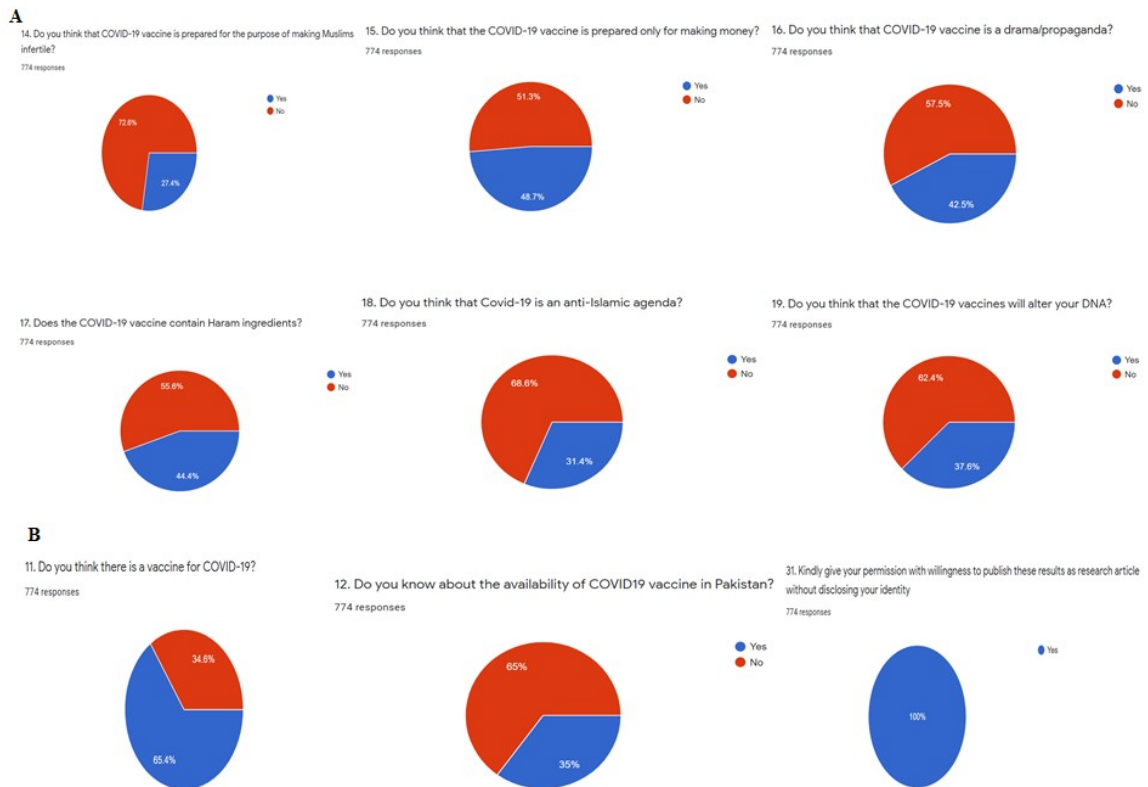 A
14. Do you think that COVID-19 vaccine is prepared for the purpose of making Muslims
infertile?
774 responses
Yes
No
72.6%
27.4%
15. Do you think that the COVID-19 vaccine is prepared only for making money?
774 responses
Yes
No
51.3%
48.7%
16. Do you think that COVID-19 vaccine is a drama/propaganda?
774 responses
Yes
No
57.5%
42.5%
17. Does the COVID-19 vaccine contain Haram ingredients?
774 responses
Yes
No
55.6%
44.4%
18. Do you think that Covid-19 is an anti-Islamic agenda?
774 responses
Yes
No
68.6%
31.4%
19. Do you think that the COVID-19 vaccines will alter your DNA?
774 responses
Yes
No
62.4%
37.6%
B
11. Do you think there is a vaccine for COVID-19?
774 responses
34.6%
65.4%
12. Do you know about the availability of COVID19 vaccine in Pakistan?
774 responses
Yes
No
65%
35%
31. Kindly give your permission with willingness to publish these results as research article
without disclosing your identity
774 responses
Yes
100%